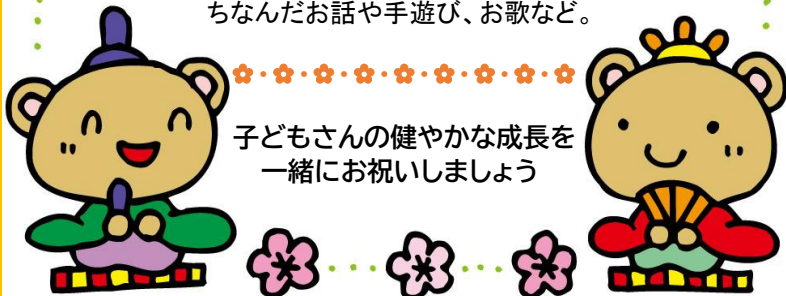 ちなんだお話や手遊び、お歌など。
子どもさんの健やかな成長を
一緒にお祝いしましょう